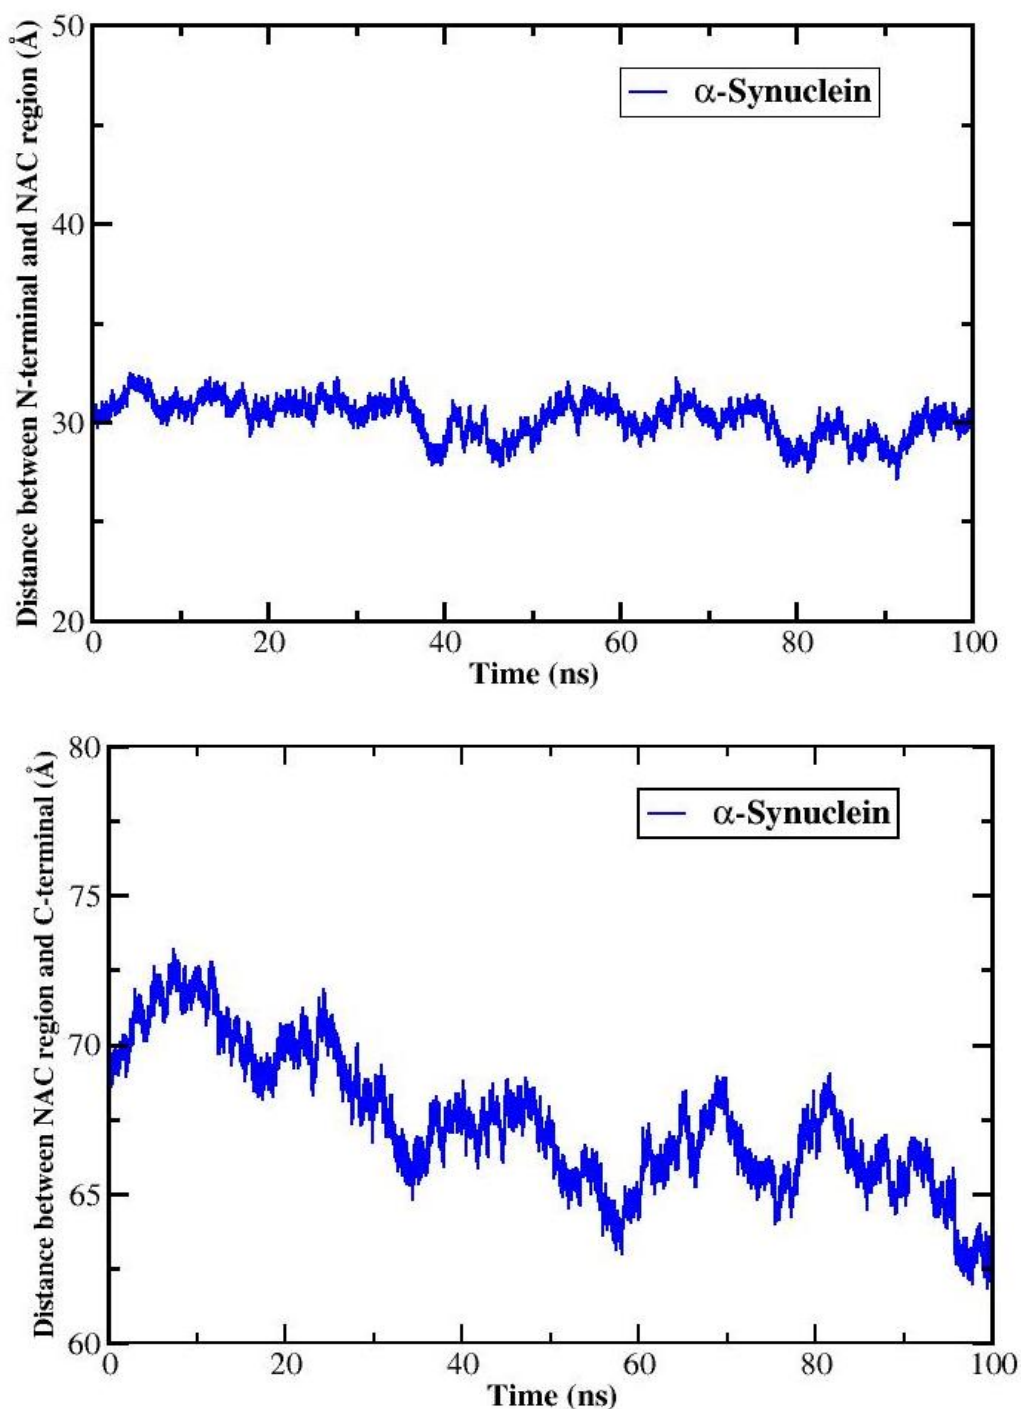 Distance between N-terminal and NAC region (Å)
50
40
30
20
α-Synuclein
0 20 40 60 80 100
Time (ns)
Distance between NAC region and C-terminal (Å)
80
75
70
65
60
α-Synuclein
0 20 40 60 80 100
Time (ns)